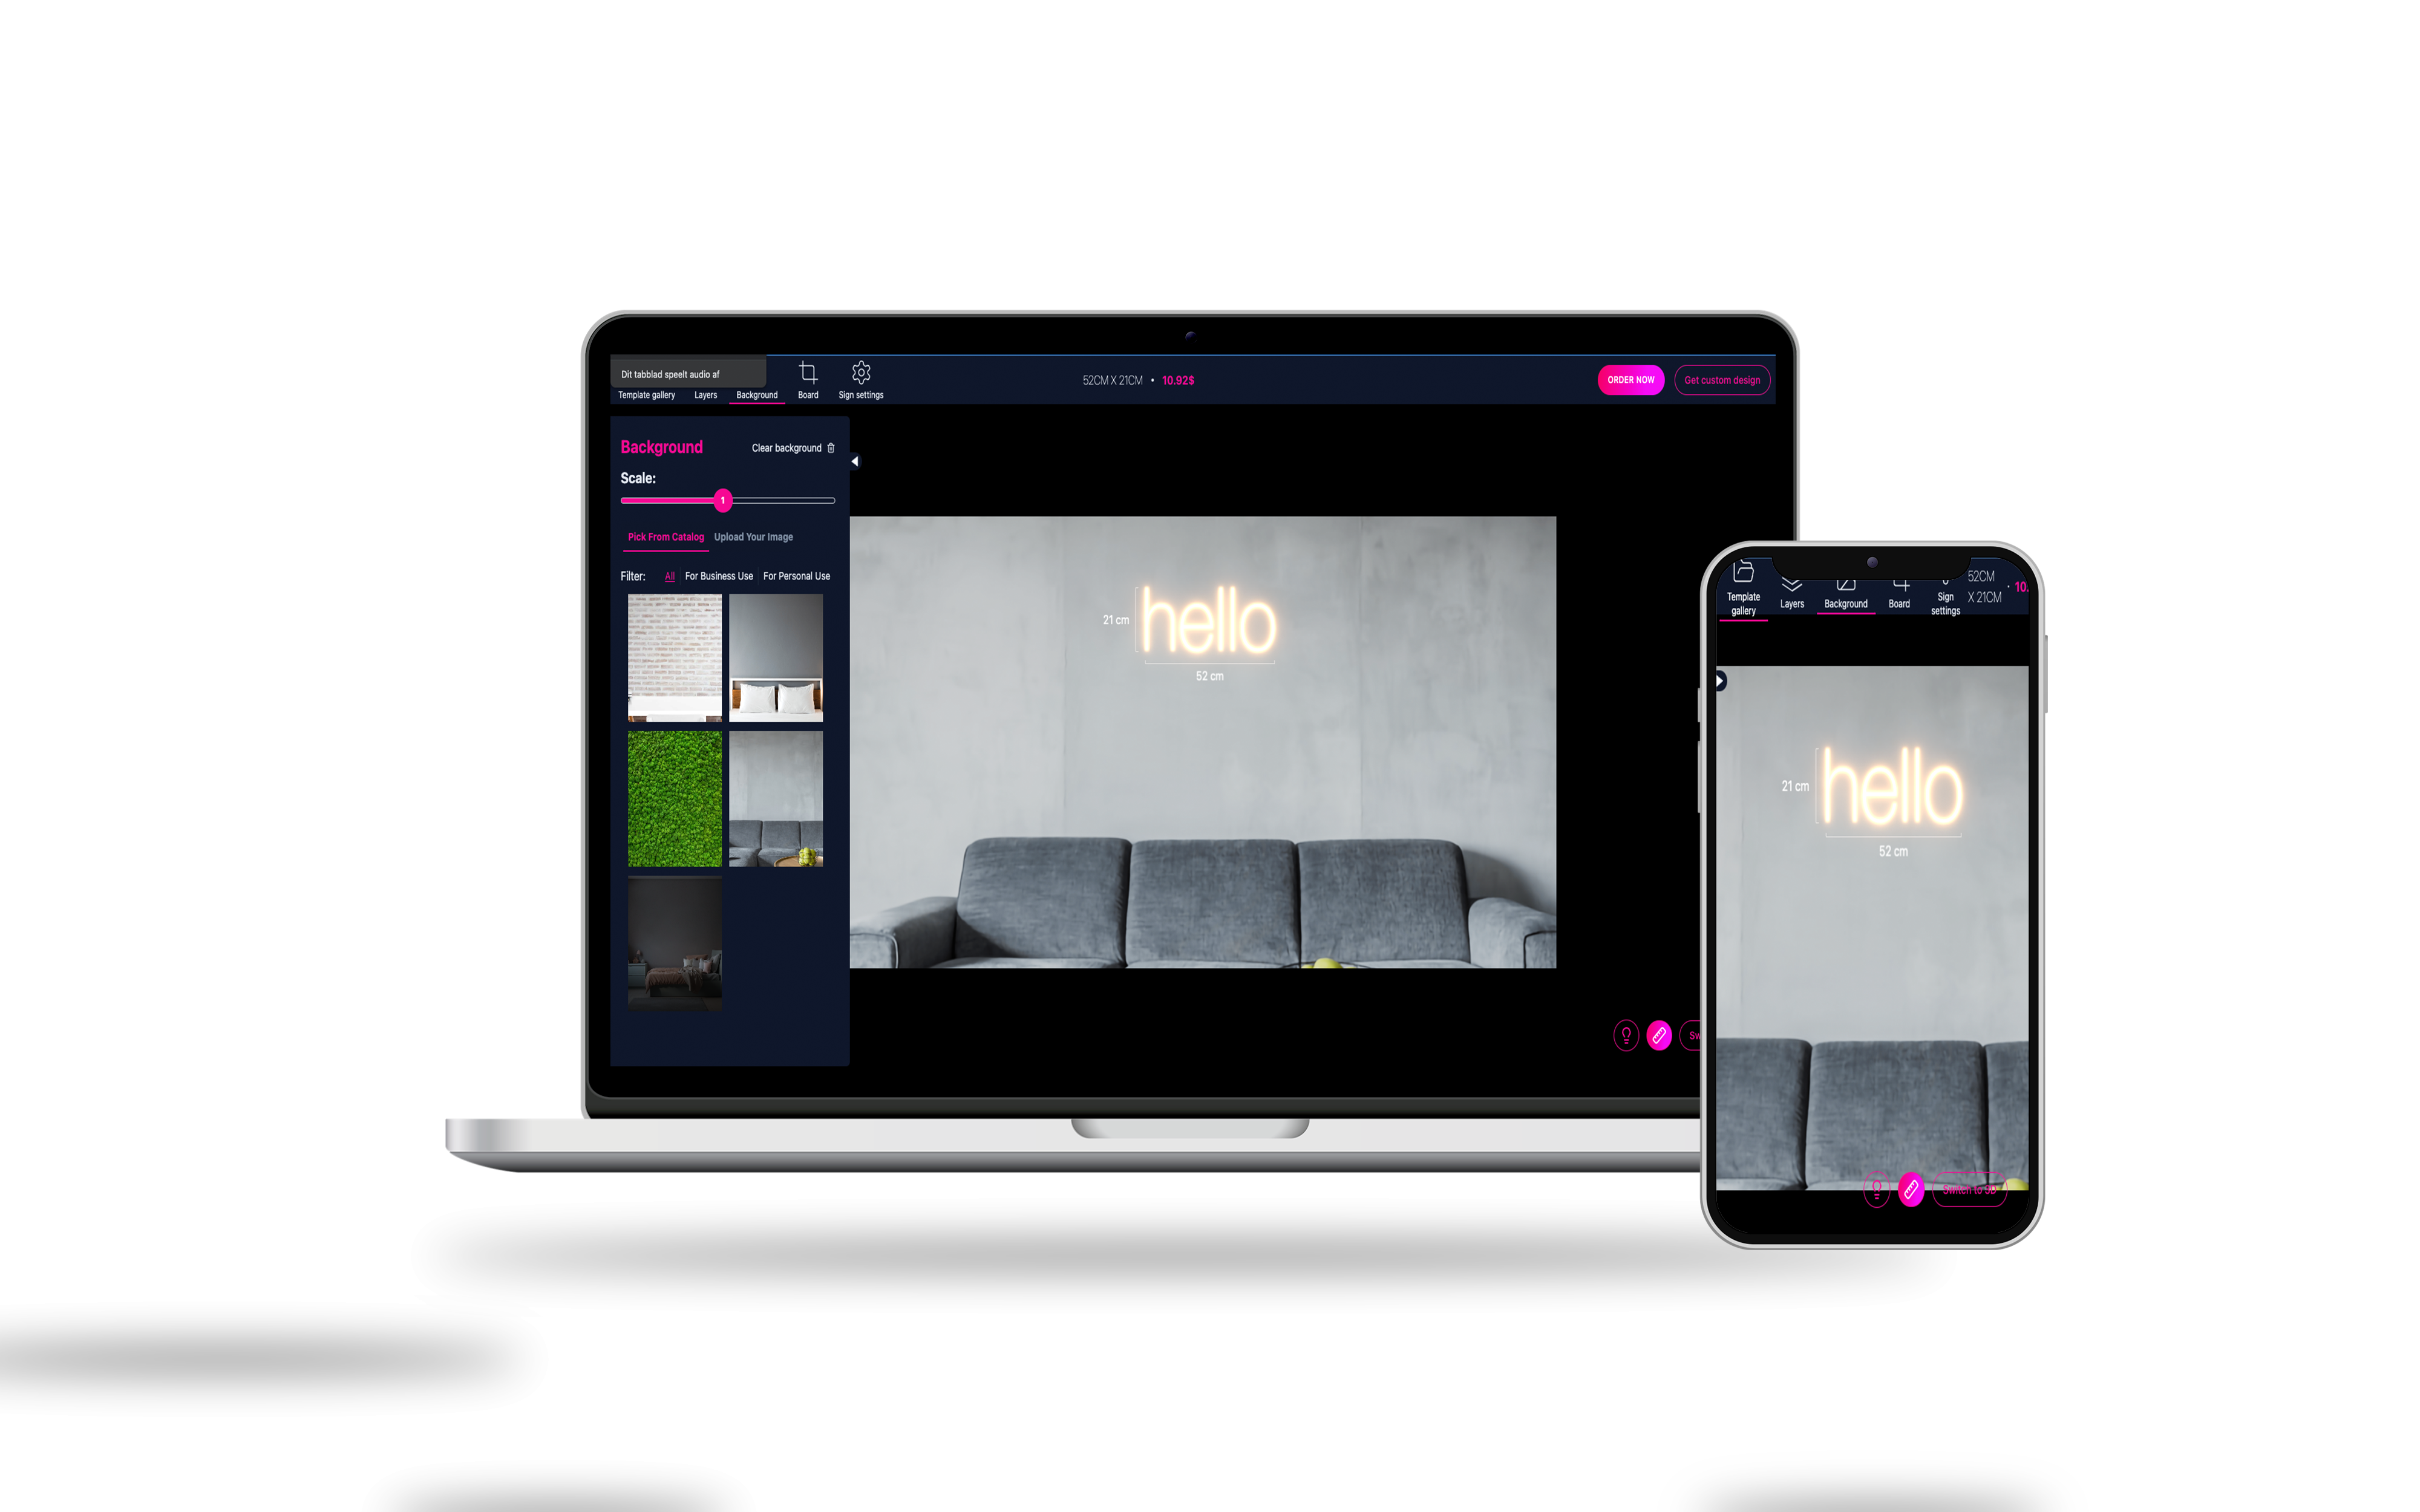 Dit tabblad speelt audio af
Template gallery Layers Background Board Sign settings
52CM X 21CM • 10.92$
ORDER NOW Get custom design
Background Clear background
Scale:
1
Pick From Catalog Upload Your Image
Filter: All For Business Use For Personal Use
hello
21 cm
52 cm
Sw
Template gallery
Layers
Background
Board
Sign settings
52CM
X 21CM
· 10.
hello
21 cm
52 cm
Switch to 3D